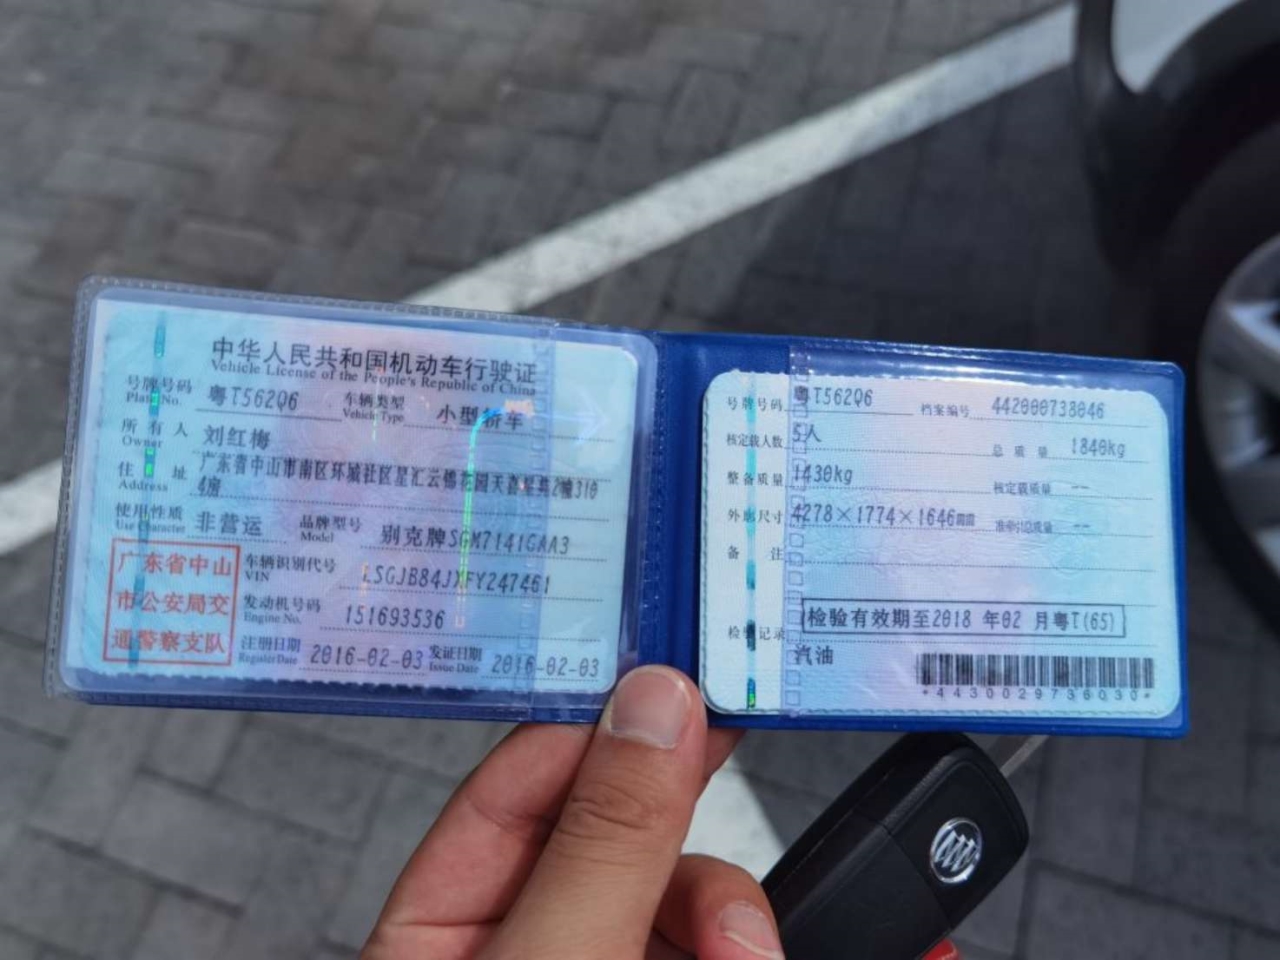 中华人民共和国机动车行驶证
Vehicle License of the People's Republic of China
号牌号码 粤T562Q6 车辆类型 小型轿车
Plate No. Vehicle Type
所有人 刘红梅
Owner
住址 广东省中山市南区环城社区星汇云锦花园天喜星苑2幢310
Address 4房
使用性质 非营运 品牌型号 别克牌SGM7141GAA3
Use Character Model
广东省中山
市公安局交
通警察支队
车辆识别代号 LSGJB84JXFY247461
VIN
发动机号码 151693536
Engine No.
注册日期 2016-02-03 发证日期 2016-02-03
Register Date Issue Date
号牌号码 粤T562Q6 档案编号 442000738046
核定载人数 5人 总质量 1840kg
整备质量 1430kg 核定载质量 --
外廓尺寸 4278×1774×1646mm 准牵引总质量 --
备注
检验记录 检验有效期至2018 年02 月粤T(65)
汽油
*4430029736030*